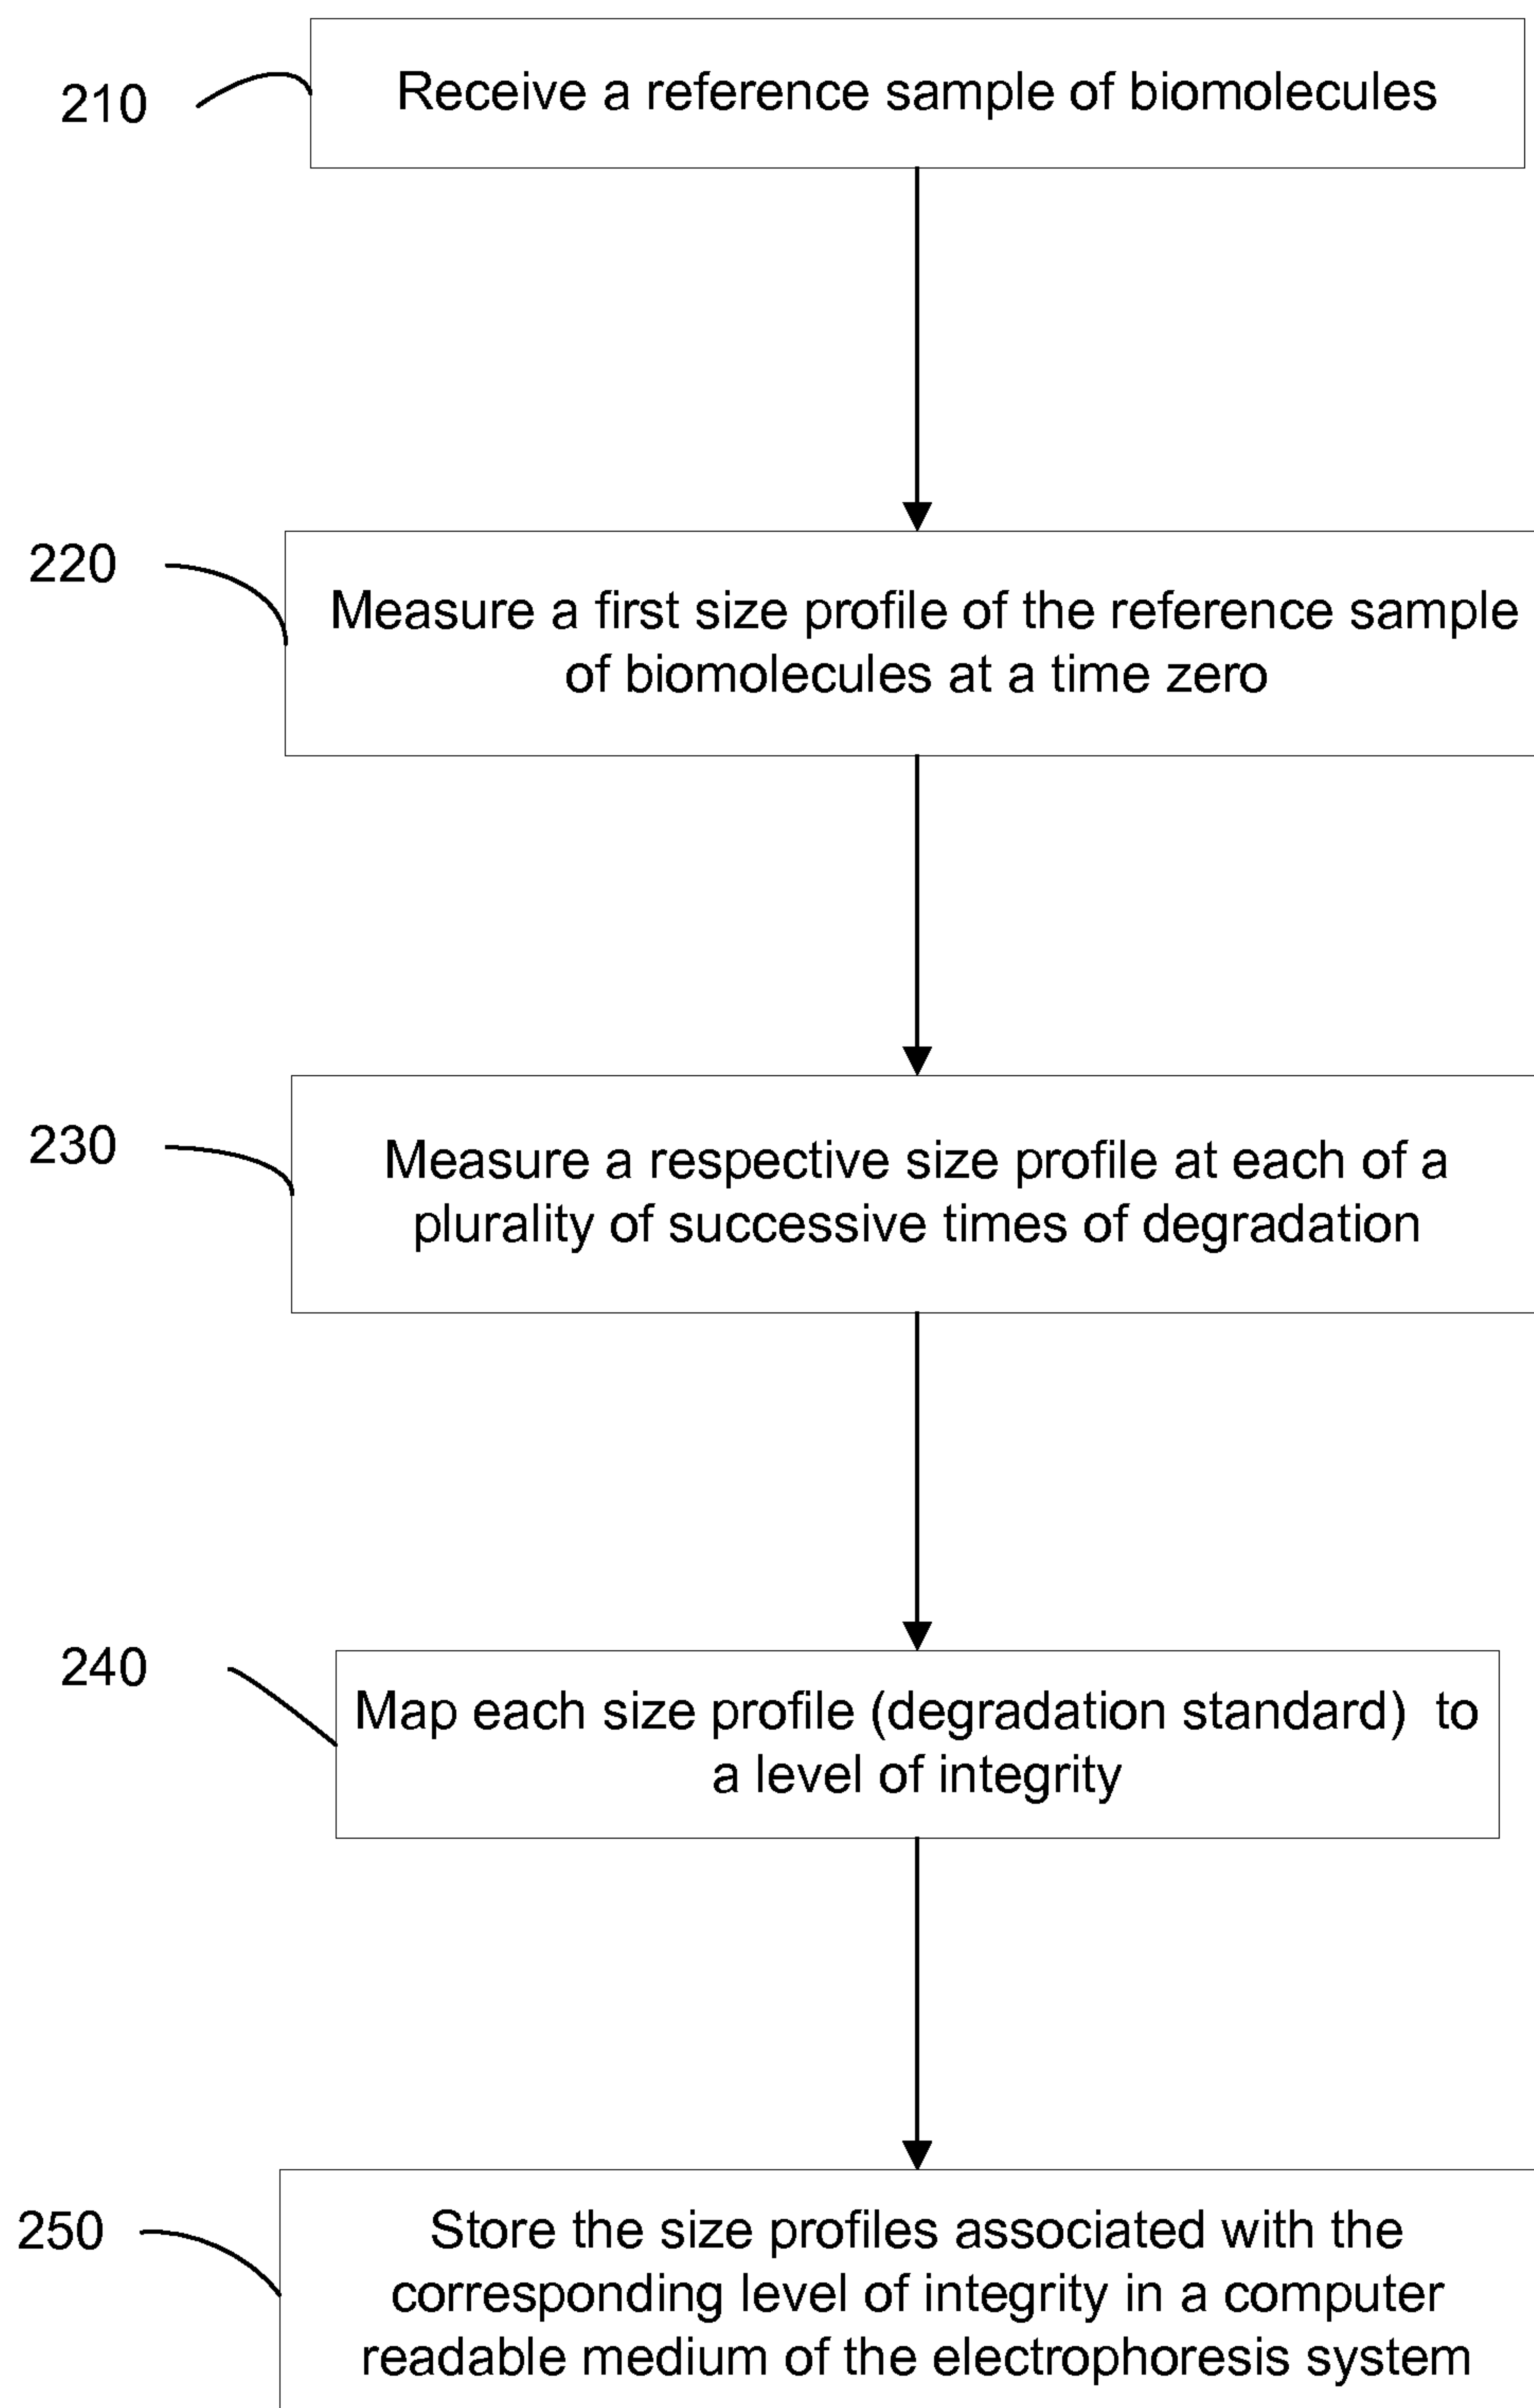 210
Receive a reference sample of biomolecules
220
Measure a first size profile of the reference sample
of biomolecules at a time zero
230
Measure a respective size profile at each of a
plurality of successive times of degradation
240
Map each size profile (degradation standard)  to
a level of integrity
250
Store the size profiles associated with the
corresponding level of integrity in a computer
readable medium of the electrophoresis system